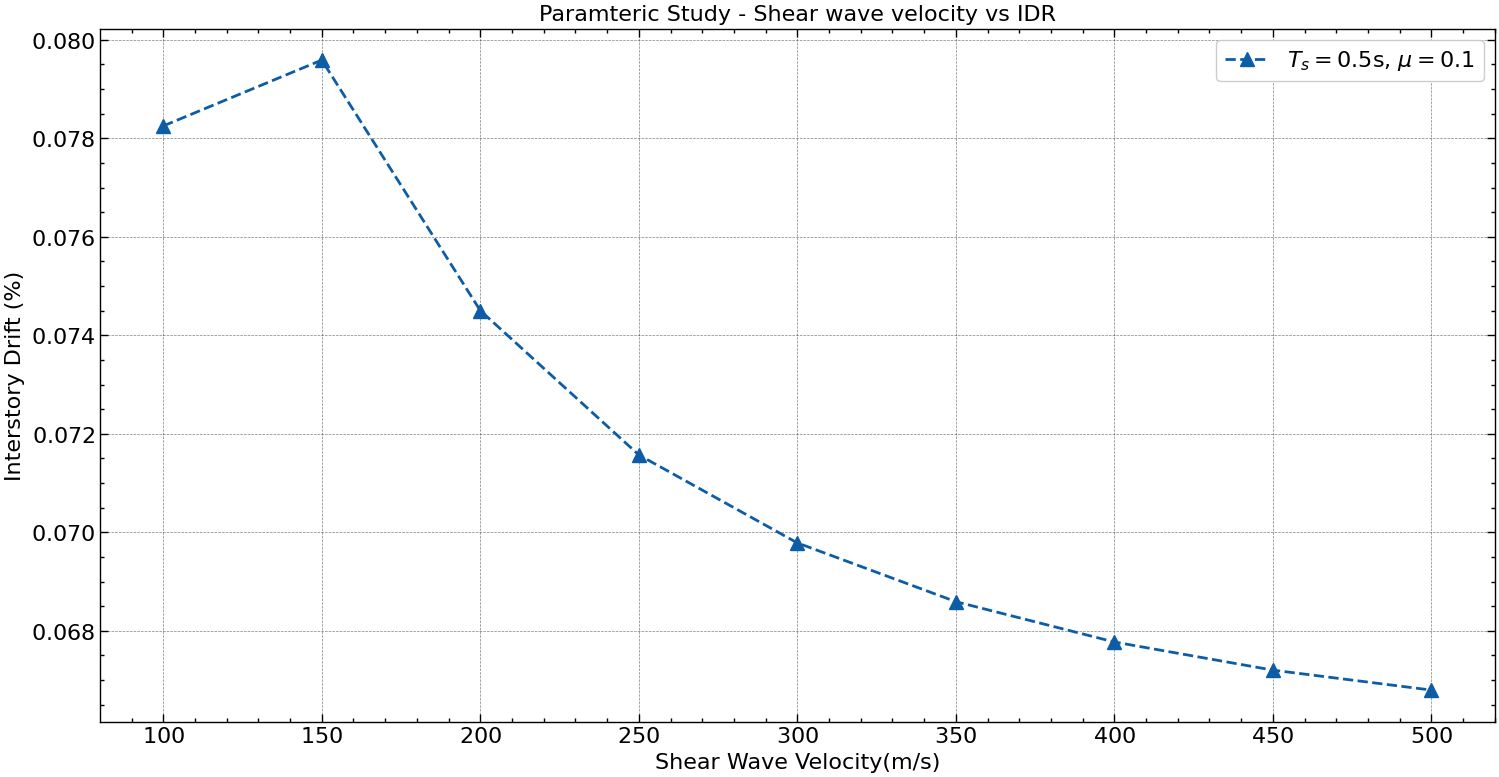 Paramteric Study - Shear wave velocity vs IDR
T_s = 0.5s, μ = 0.1
Interstory Drift (%)
0.080
0.078
0.076
0.074
0.072
0.070
0.068
100 150 200 250 300 350 400 450 500
Shear Wave Velocity(m/s)